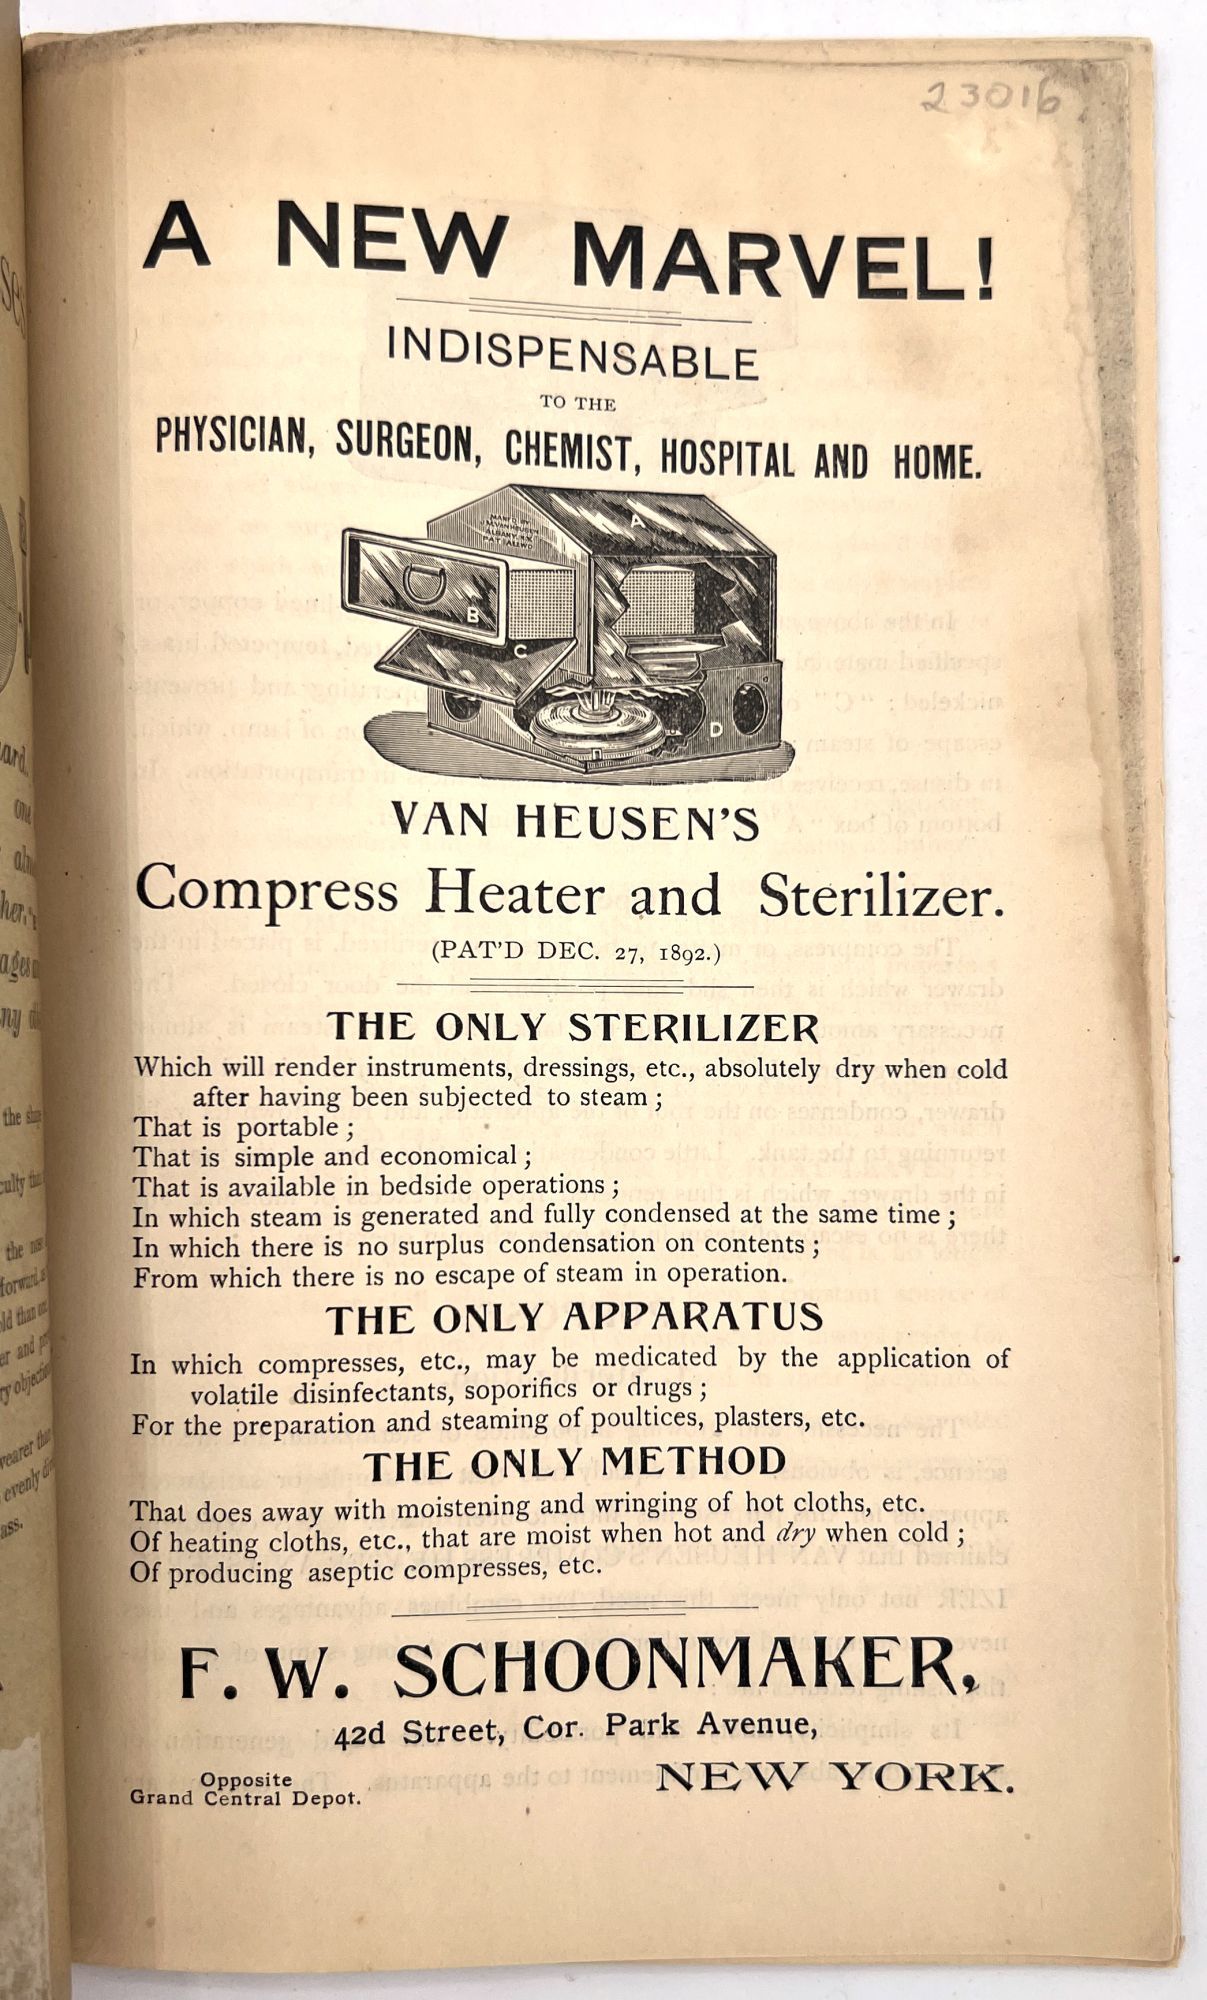 23016
A NEW MARVEL!
INDISPENSABLE
TO THE
PHYSICIAN, SURGEON, CHEMIST, HOSPITAL AND HOME.
MANF'D BY
VAN HEUSEN
ALBANY, N.Y.
A
B
C
D
VAN HEUSEN'S
Compress Heater and Sterilizer.
(PAT'D DEC. 27, 1892.)
THE ONLY STERILIZER
Which will render instruments, dressings, etc., absolutely dry when cold
after having been subjected to steam;
That is portable;
That is simple and economical;
That is available in bedside operations;
In which steam is generated and fully condensed at the same time;
In which there is no surplus condensation on contents;
From which there is no escape of steam in operation.
THE ONLY APPARATUS
In which compresses, etc., may be medicated by the application of
volatile disinfectants, soporifics or drugs;
For the preparation and steaming of poultices, plasters, etc.
THE ONLY METHOD
That does away with moistening and wringing of hot cloths, etc.
Of heating cloths, etc., that are moist when hot and dry when cold;
Of producing aseptic compresses, etc.
F. W. SCHOONMAKER,
42d Street, Cor. Park Avenue,
Opposite
Grand Central Depot.
NEW YORK.